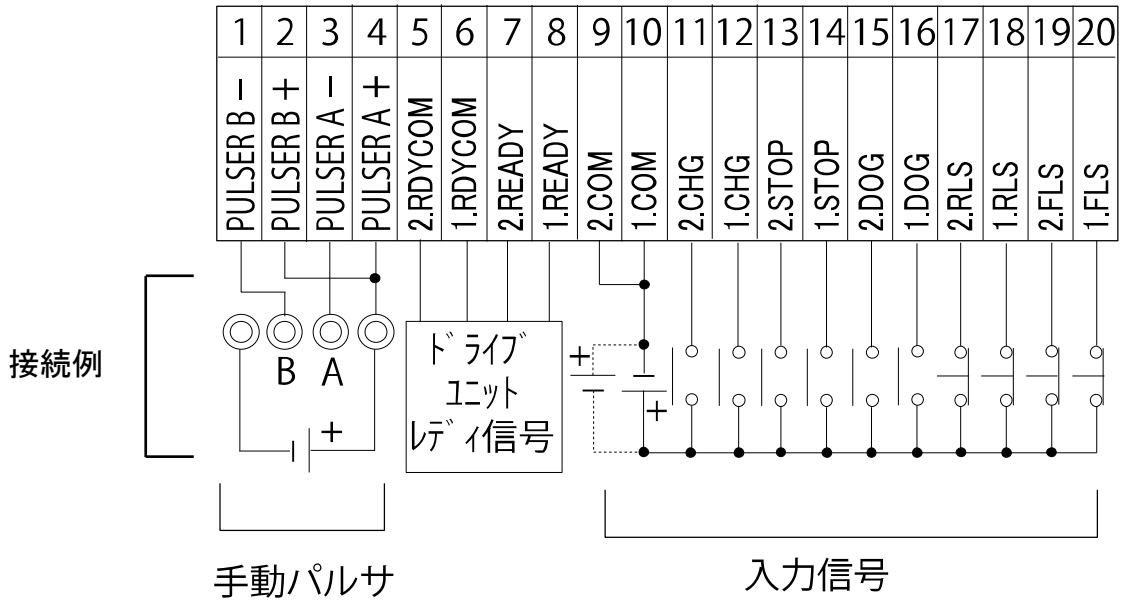 1 2 3 4 5 6 7 8 9 10 11 12 13 14 15 16 17 18 19 20
PULSER B －
PULSER B ＋
PULSER A －
PULSER A ＋
2.RDYCOM
1.RDYCOM
2.READY
1.READY
2.COM
1.COM
2.CHG
1.CHG
2.STOP
1.STOP
2.DOG
1.DOG
2.RLS
1.RLS
2.FLS
1.FLS
接続例
B A
－ ＋
ドライブ
ユニット
レディ信号
＋ －
－ ＋
手動パルサ
入力信号